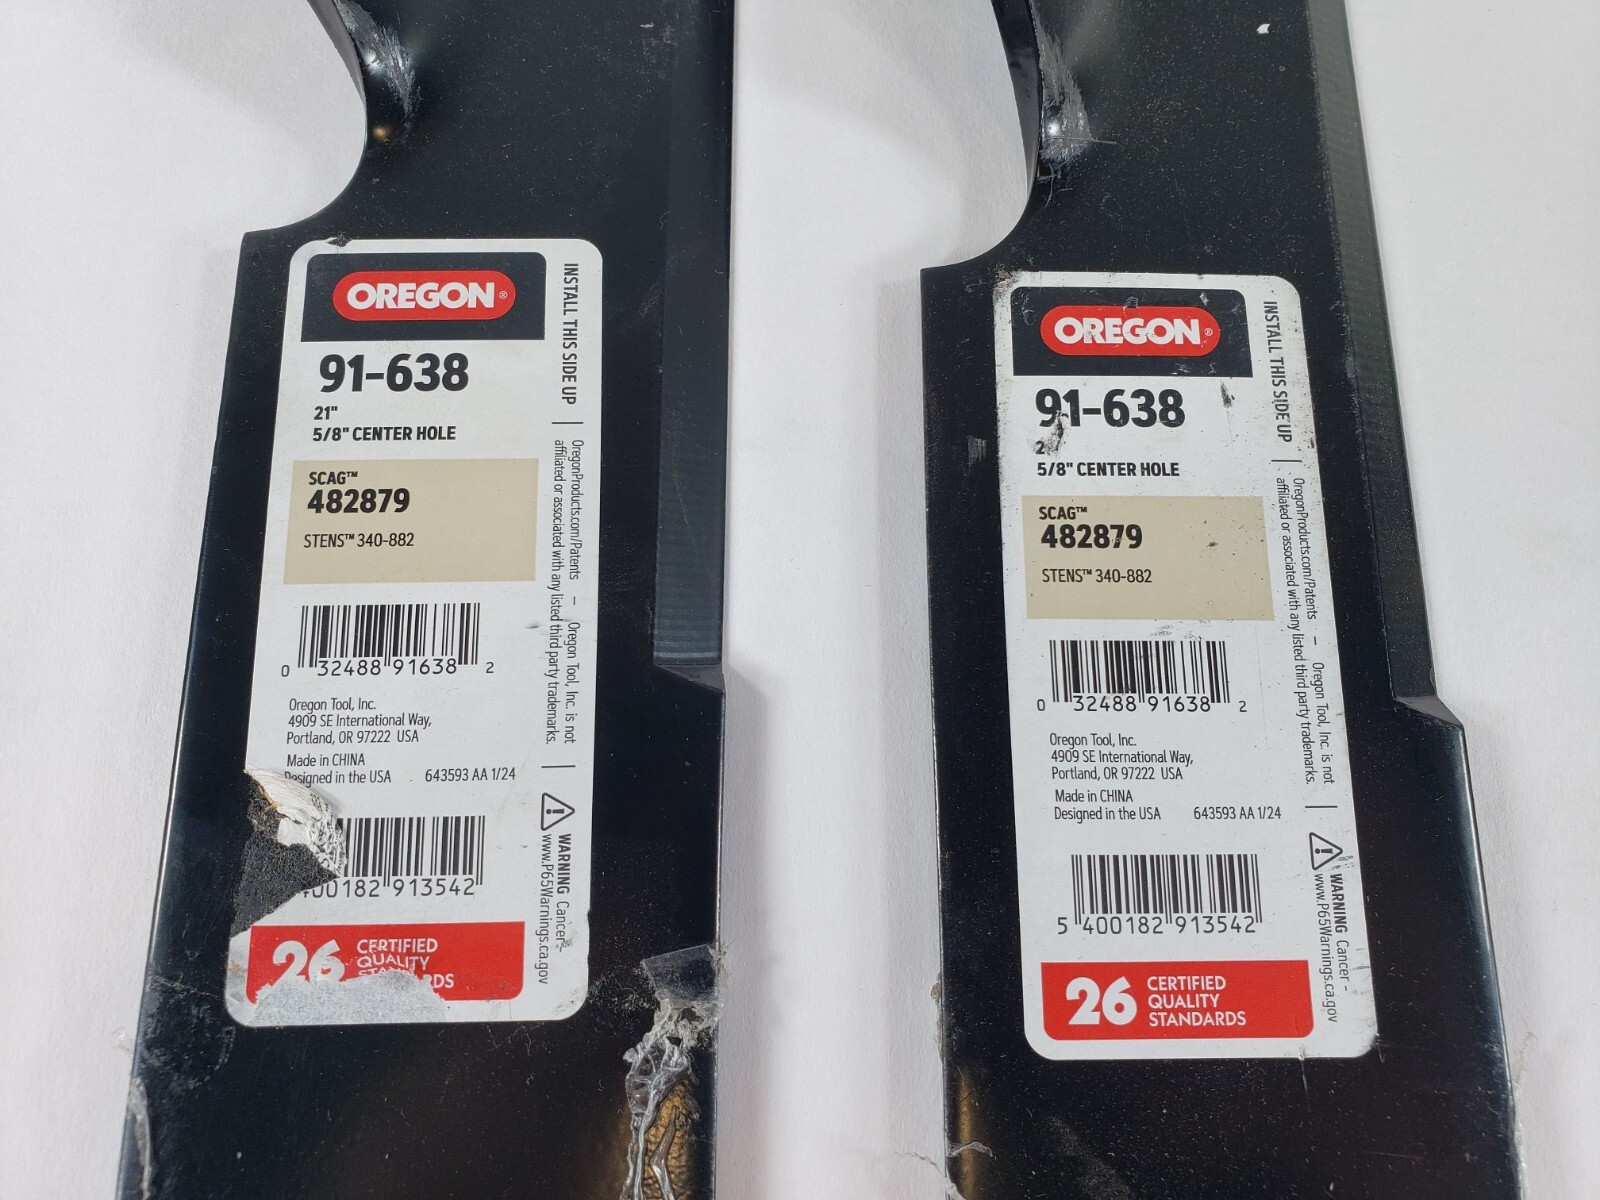 OREGON®
91-638
21"
5/8" CENTER HOLE
SCAG™
482879
STENS™ 340-882
0 32488 91638 2
Oregon Tool, Inc.
4909 SE International Way,
Portland, OR 97222 USA
Made in CHINA
Designed in the USA 643593 AA 1/24
400182 913542
26 CERTIFIED
QUALITY
STANDARDS
INSTALL THIS SIDE UP
OregonProducts.com/Patents – Oregon Tool, Inc. is not
affiliated or associated with any listed third party trademarks.
WARNING Cancer -
www.P65Warnings.ca.gov
OREGON®
91-638
5/8" CENTER HOLE
SCAG™
482879
STENS™ 340-882
0 32488 91638 2
Oregon Tool, Inc.
4909 SE International Way,
Portland, OR 97222 USA
Made in CHINA
Designed in the USA 643593 AA 1/24
5 400182 913542
26 CERTIFIED
QUALITY
STANDARDS
INSTALL THIS SIDE UP
OregonProducts.com/Patents – Oregon Tool, Inc. is not
affiliated or associated with any listed third party trademarks.
WARNING Cancer -
www.P65Warnings.ca.gov